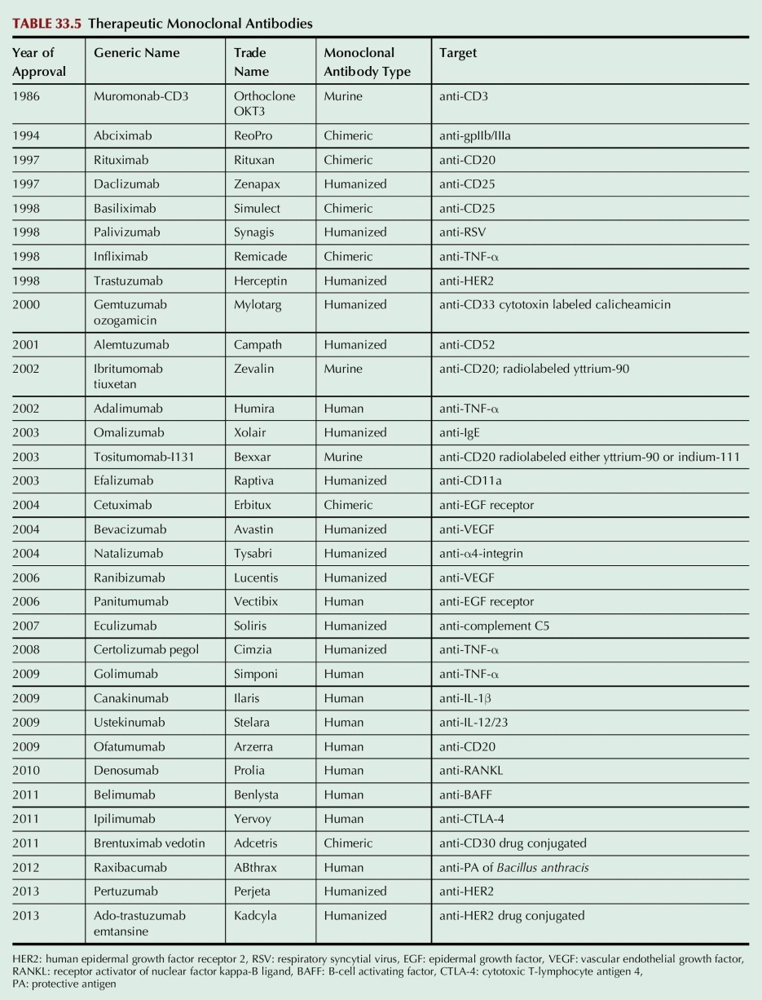 TABLE 33.5 Therapeutic Monoclonal Antibodies
Year of Approval Generic Name Trade Name Monoclonal Antibody Type Target
1986 Muromonab-CD3 Orthoclone OKT3 Murine anti-CD3
1994 Abciximab ReoPro Chimeric anti-gpIIb/IIIa
1997 Rituximab Rituxan Chimeric anti-CD20
1997 Daclizumab Zenapax Humanized anti-CD25
1998 Basiliximab Simulect Chimeric anti-CD25
1998 Palivizumab Synagis Humanized anti-RSV
1998 Infliximab Remicade Chimeric anti-TNF-α
1998 Trastuzumab Herceptin Humanized anti-HER2
2000 Gemtuzumab ozogamicin Mylotarg Humanized anti-CD33 cytotoxin labeled calicheamicin
2001 Alemtuzumab Campath Humanized anti-CD52
2002 Ibritumomab tiuxetan Zevalin Murine anti-CD20; radiolabeled yttrium-90
2002 Adalimumab Humira Human anti-TNF-α
2003 Omalizumab Xolair Humanized anti-IgE
2003 Tositumomab-I131 Bexxar Murine anti-CD20 radiolabeled either yttrium-90 or indium-111
2003 Efalizumab Raptiva Humanized anti-CD11a
2004 Cetuximab Erbitux Chimeric anti-EGF receptor
2004 Bevacizumab Avastin Humanized anti-VEGF
2004 Natalizumab Tysabri Humanized anti-α4-integrin
2006 Ranibizumab Lucentis Humanized anti-VEGF
2006 Panitumumab Vectibix Human anti-EGF receptor
2007 Eculizumab Soliris Humanized anti-complement C5
2008 Certolizumab pegol Cimzia Humanized anti-TNF-α
2009 Golimumab Simponi Human anti-TNF-α
2009 Canakinumab Ilaris Human anti-IL-1β
2009 Ustekinumab Stelara Human anti-IL-12/23
2009 Ofatumumab Arzerra Human anti-CD20
2010 Denosumab Prolia Human anti-RANKL
2011 Belimumab Benlysta Human anti-BAFF
2011 Ipilimumab Yervoy Human anti-CTLA-4
2011 Brentuximab vedotin Adcetris Chimeric anti-CD30 drug conjugated
2012 Raxibacumab ABthrax Human anti-PA of Bacillus anthracis
2013 Pertuzumab Perjeta Humanized anti-HER2
2013 Ado-trastuzumab emtansine Kadcyla Humanized anti-HER2 drug conjugated
HER2: human epidermal growth factor receptor 2, RSV: respiratory syncytial virus, EGF: epidermal growth factor, VEGF: vascular endothelial growth factor,
RANKL: receptor activator of nuclear factor kappa-B ligand, BAFF: B-cell activating factor, CTLA-4: cytotoxic T-lymphocyte antigen 4,
PA: protective antigen